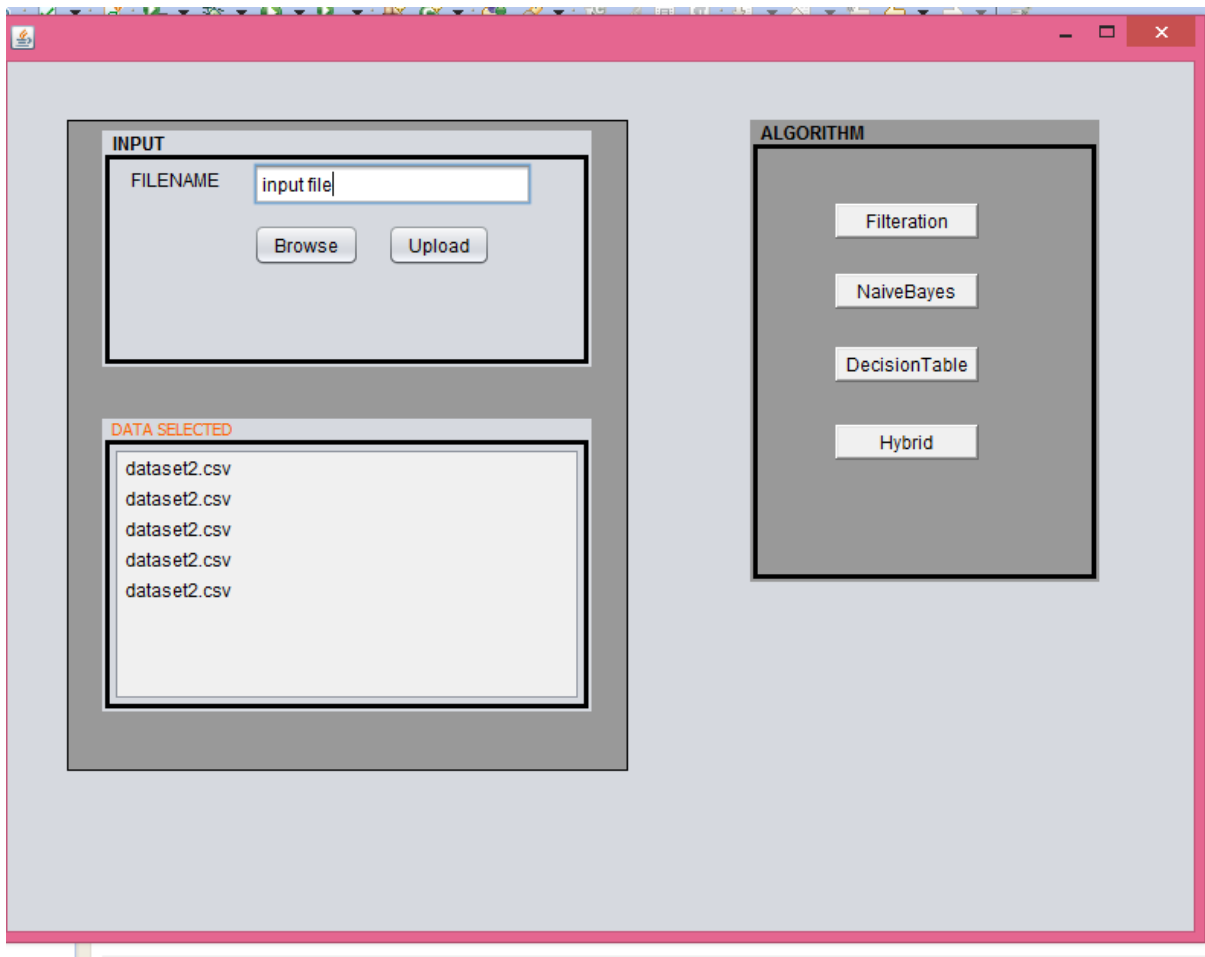 INPUT
FILENAME input file
Browse Upload
DATA SELECTED
dataset2.csv
dataset2.csv
dataset2.csv
dataset2.csv
dataset2.csv
ALGORITHM
Filteration
NaiveBayes
DecisionTable
Hybrid